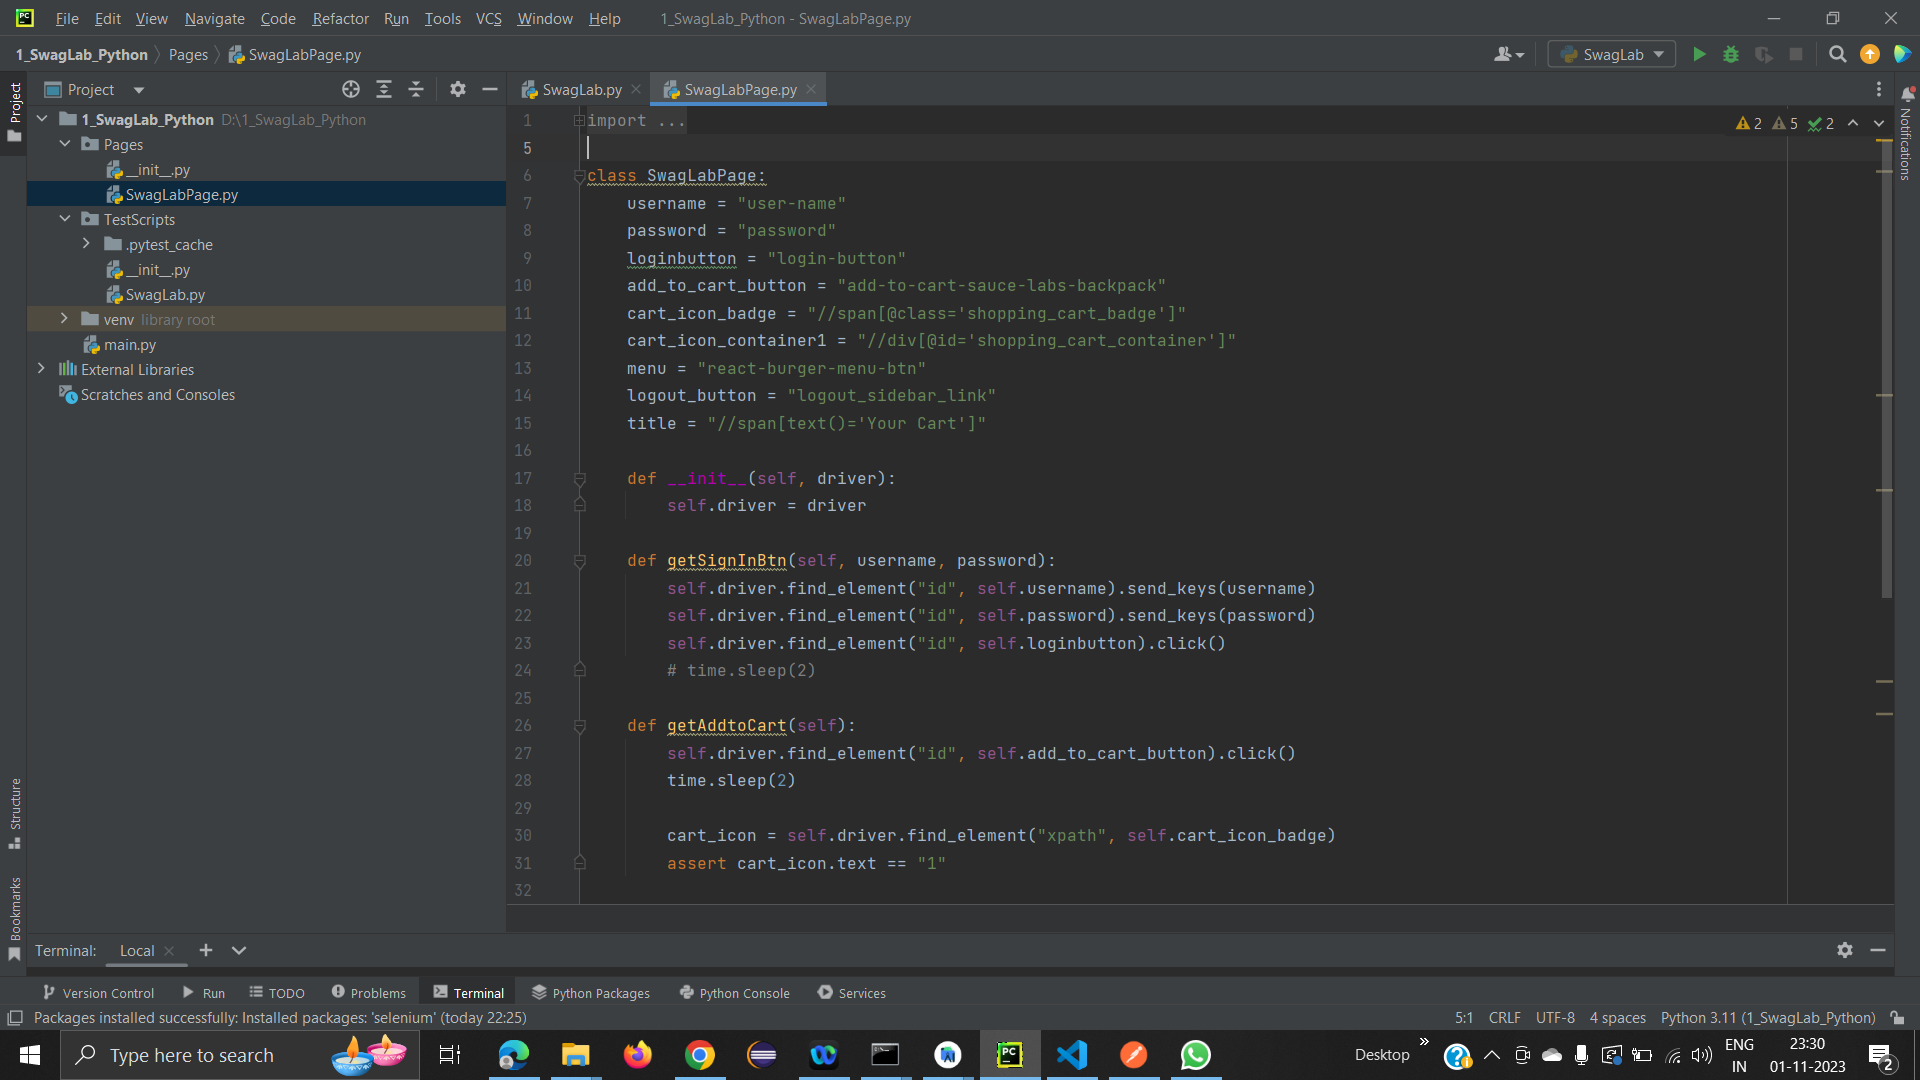 File Edit View Navigate Code Refactor Run Tools VCS Window Help 1_SwagLab_Python - SwagLabPage.py
1_SwagLab_Python Pages SwagLabPage.py
SwagLab
Project
Project
1_SwagLab_Python D:\1_SwagLab_Python
Pages
__init__.py
SwagLabPage.py
TestScripts
.pytest_cache
__init__.py
SwagLab.py
venv library root
main.py
External Libraries
Scratches and Consoles
Structure
Bookmarks
SwagLab.py
SwagLabPage.py
2 5 2
Notifications
1 import ...
5
6 class SwagLabPage:
7 username = "user-name"
8 password = "password"
9 loginbutton = "login-button"
10 add_to_cart_button = "add-to-cart-sauce-labs-backpack"
11 cart_icon_badge = "//span[@class='shopping_cart_badge']"
12 cart_icon_container1 = "//div[@id='shopping_cart_container']"
13 menu = "react-burger-menu-btn"
14 logout_button = "logout_sidebar_link"
15 title = "//span[text()='Your Cart']"
16
17 def __init__(self, driver):
18 self.driver = driver
19
20 def getSignInBtn(self, username, password):
21 self.driver.find_element("id", self.username).send_keys(username)
22 self.driver.find_element("id", self.password).send_keys(password)
23 self.driver.find_element("id", self.loginbutton).click()
24 # time.sleep(2)
25
26 def getAddtoCart(self):
27 self.driver.find_element("id", self.add_to_cart_button).click()
28 time.sleep(2)
29
30 cart_icon = self.driver.find_element("xpath", self.cart_icon_badge)
31 assert cart_icon.text == "1"
32
Terminal: Local
Version Control Run TODO Problems Terminal Python Packages Python Console Services
Packages installed successfully: Installed packages: 'selenium' (today 22:25)
5:1 CRLF UTF-8 4 spaces Python 3.11 (1_SwagLab_Python)
Type here to search
PC
Desktop
ENG
IN
23:30
01-11-2023
2